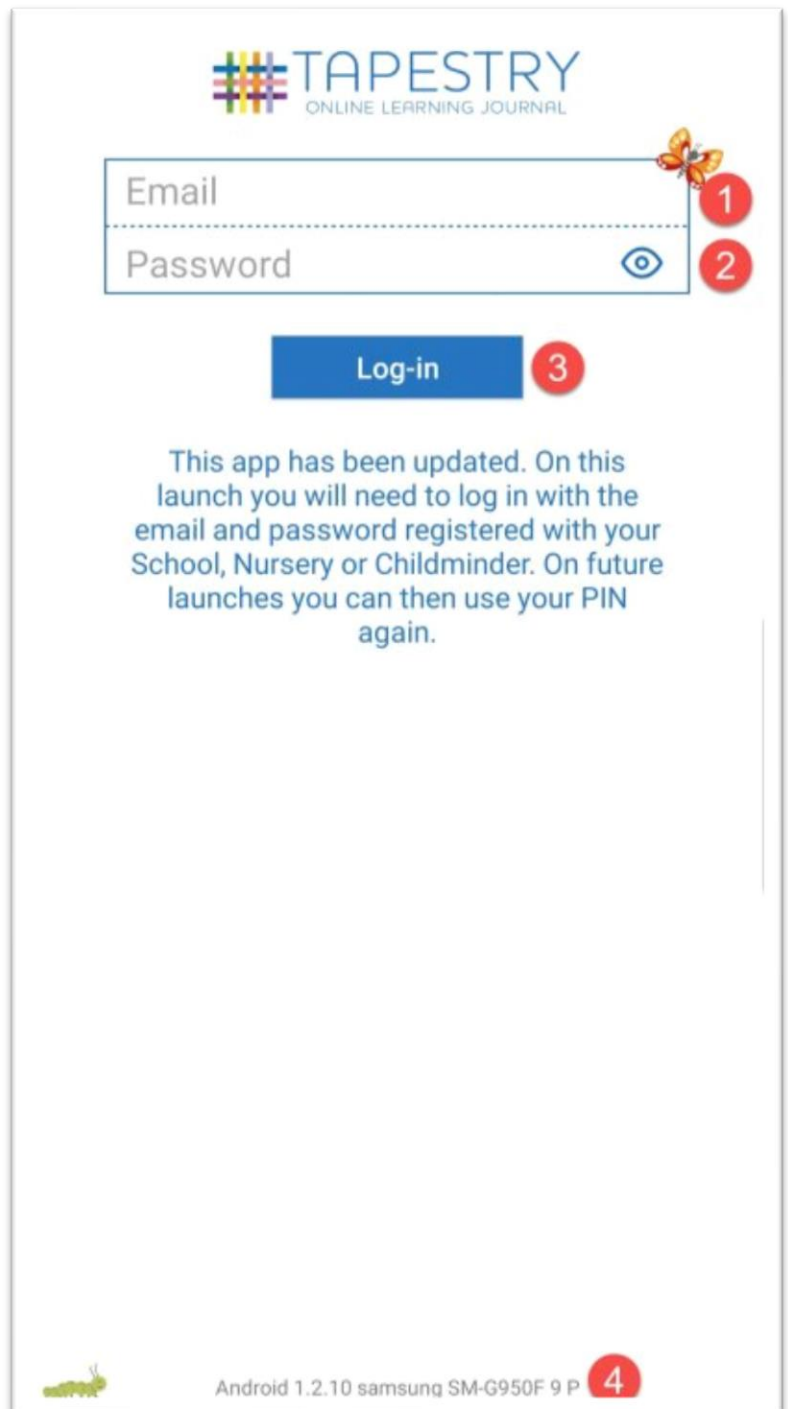 TAPESTRY
ONLINE LEARNING JOURNAL
Email
1
Password
2
Log-in
3
This app has been updated. On this
launch you will need to log in with the
email and password registered with your
School, Nursery or Childminder. On future
launches you can then use your PIN
again.
Android 1.2.10 samsung SM-G950F 9 P
4